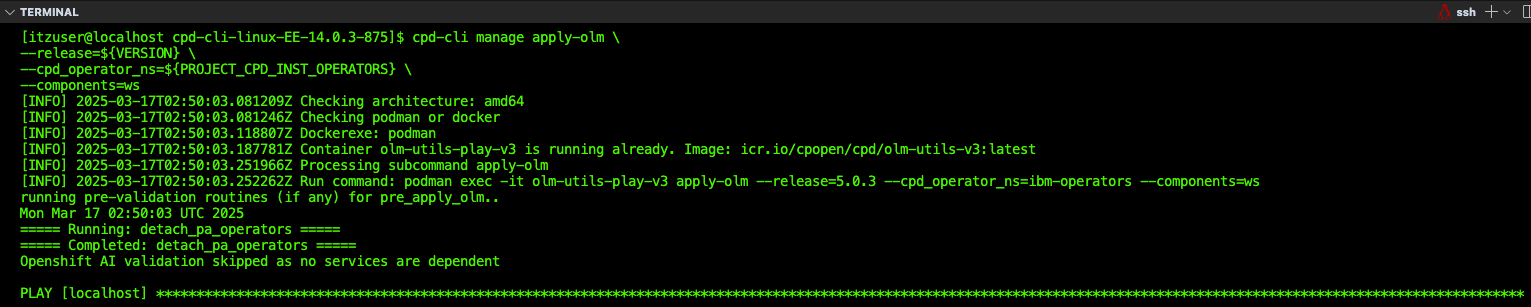 TERMINAL
ssh
[itzuser@localhost cpd-cli-linux-EE-14.0.3-875]$ cpd-cli manage apply-olm \
--release=${VERSION} \
--cpd_operator_ns=${PROJECT_CPD_INST_OPERATORS} \
--components=ws
[INFO] 2025-03-17T02:50:03.081209Z Checking architecture: amd64
[INFO] 2025-03-17T02:50:03.081246Z Checking podman or docker
[INFO] 2025-03-17T02:50:03.118807Z Dockerexe: podman
[INFO] 2025-03-17T02:50:03.187781Z Container olm-utils-play-v3 is running already. Image: icr.io/cpopen/cpd/olm-utils-v3:latest
[INFO] 2025-03-17T02:50:03.251966Z Processing subcommand apply-olm
[INFO] 2025-03-17T02:50:03.252262Z Run command: podman exec -it olm-utils-play-v3 apply-olm --release=5.0.3 --cpd_operator_ns=ibm-operators --components=ws
running pre-validation routines (if any) for pre_apply_olm..
Mon Mar 17 02:50:03 UTC 2025
===== Running: detach_pa_operators =====
===== Completed: detach_pa_operators =====
Openshift AI validation skipped as no services are dependent
PLAY [localhost] ***************************************************************************************************************************************************************************